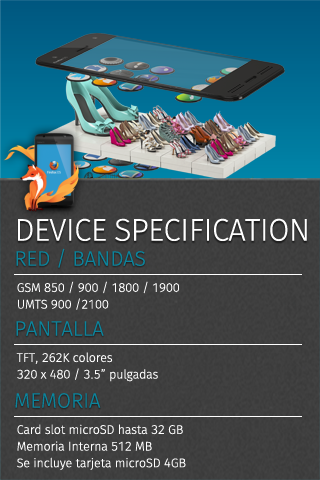 DEVICE SPECIFICATION
RED / BANDAS
GSM 850 / 900 / 1800 / 1900
UMTS 900 /2100
PANTALLA
TFT, 262K colores
320 x 480 / 3.5” pulgadas
MEMORIA
Card slot microSD hasta 32 GB
Memoria Interna 512 MB
Se incluye tarjeta microSD 4GB